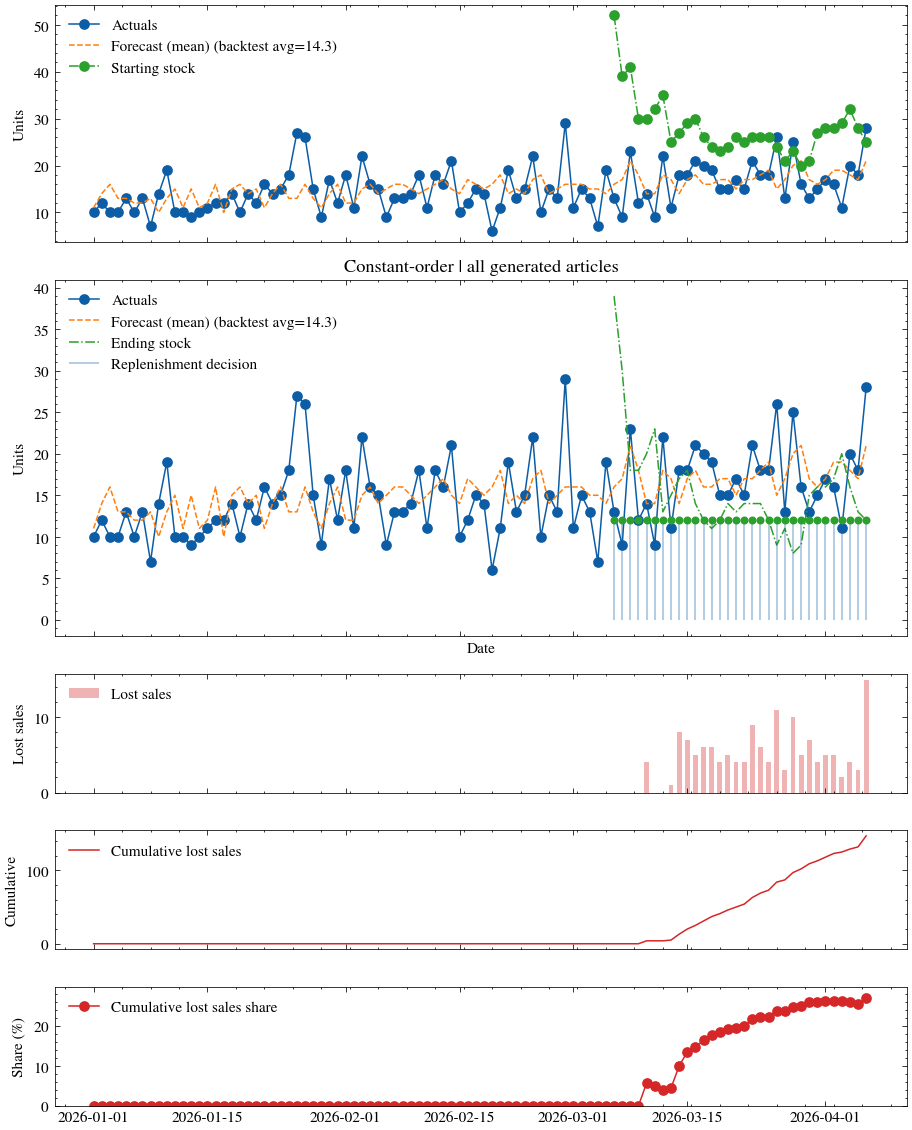 50
40
30
20
10
Units
Actuals
Forecast (mean) (backtest avg=14.3)
Starting stock
Constant-order | all generated articles
40
35
30
25
20
15
10
5
0
Units
Actuals
Forecast (mean) (backtest avg=14.3)
Ending stock
Replenishment decision
Date
10
0
Lost sales
Lost sales
100
0
Cumulative
Cumulative lost sales
20
10
0
Share (%)
Cumulative lost sales share
2026-01-01
2026-01-15
2026-02-01
2026-02-15
2026-03-01
2026-03-15
2026-04-01